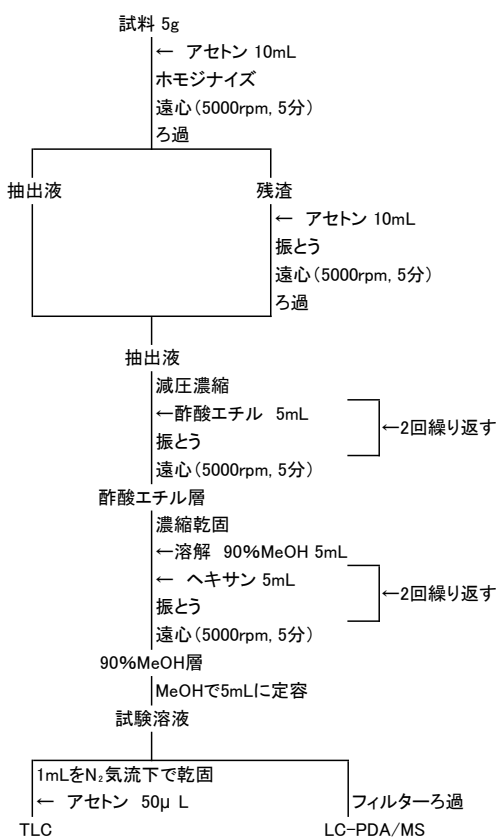 試料 5g
← アセトン 10mL
ホモジナイズ
遠心(5000rpm, 5分)
ろ過
抽出液
残渣
← アセトン 10mL
振とう
遠心(5000rpm, 5分)
ろ過
抽出液
減圧濃縮
←酢酸エチル 5mL
振とう
遠心(5000rpm, 5分)
←2回繰り返す
酢酸エチル層
濃縮乾固
←溶解 90%MeOH 5mL
← ヘキサン 5mL
振とう
遠心(5000rpm, 5分)
←2回繰り返す
90%MeOH層
MeOHで5mLに定容
試験溶液
1mLをN₂気流下で乾固
← アセトン 50μ L
フィルターろ過
TLC
LC-PDA/MS